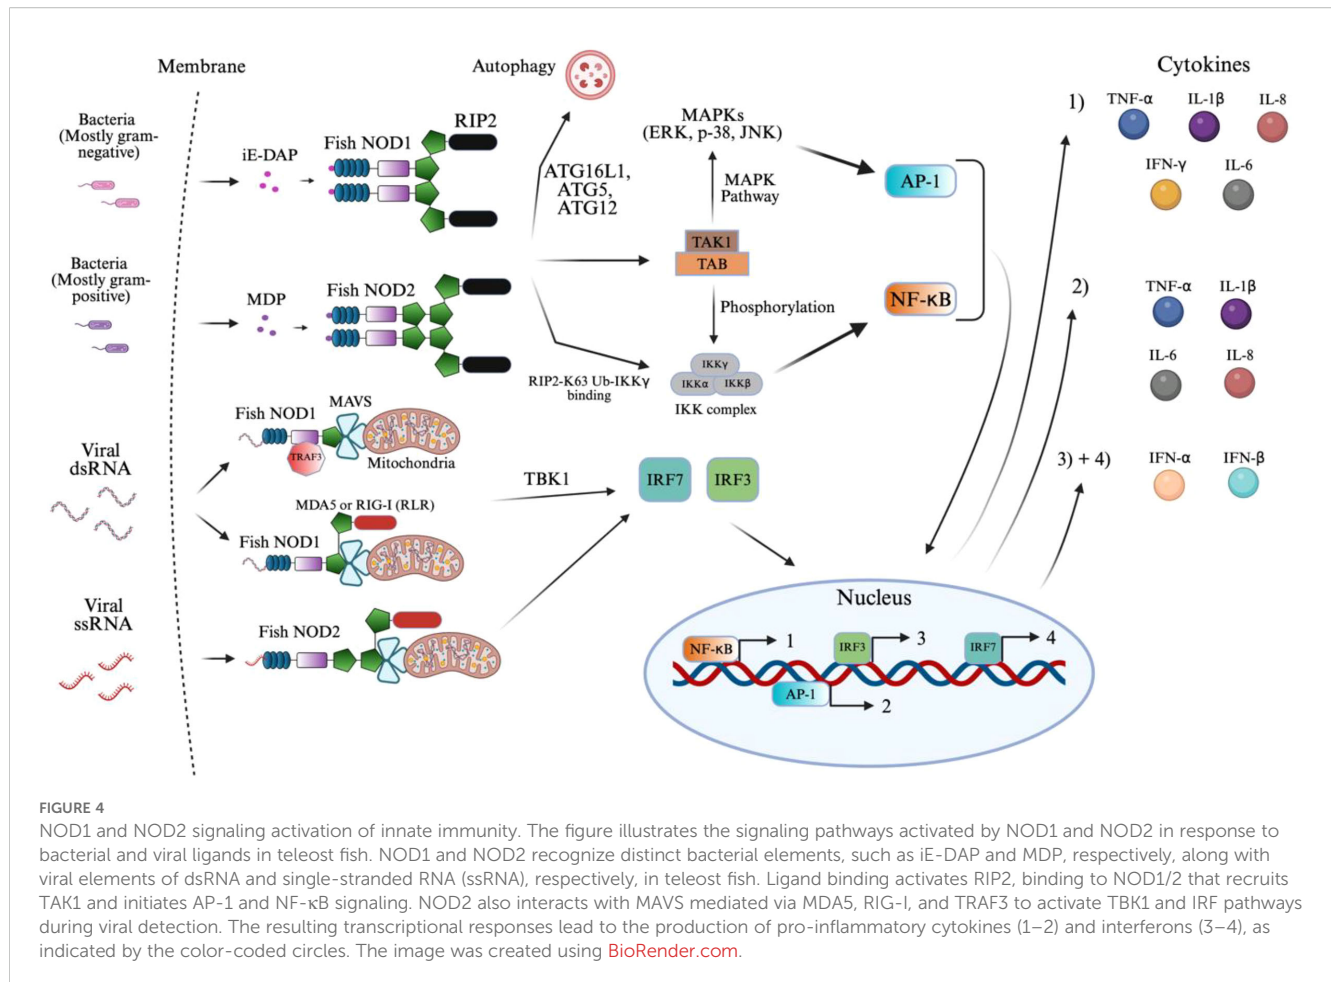 Membrane
Autophagy
Cytokines
Bacteria
(Mostly gram-
negative)
iE-DAP
Fish NOD1
RIP2
ATG16L1,
ATG5,
ATG12
MAPKs
(ERK, p-38, JNK)
MAPK
Pathway
AP-1
TAK1
TAB
1)
TNF-α
IL-1β
IL-8
IFN-γ
IL-6
Bacteria
(Mostly gram-
positive)
MDP
Fish NOD2
Phosphorylation
NF-κB
RIP2-K63 Ub-IKKγ
binding
IKKγ
IKKα
IKKβ
IKK complex
2)
TNF-α
IL-1β
IL-6
IL-8
Viral
dsRNA
Fish NOD1
MAVS
TRAF3
Mitochondria
MDA5 or RIG-I (RLR)
Fish NOD1
TBK1
IRF7
IRF3
3) + 4)
IFN-α
IFN-β
Viral
ssRNA
Fish NOD2
Nucleus
NF-κB
1
IRF3
3
IRF7
4
AP-1
2
FIGURE 4
NOD1 and NOD2 signaling activation of innate immunity. The figure illustrates the signaling pathways activated by NOD1 and NOD2 in response to
bacterial and viral ligands in teleost fish. NOD1 and NOD2 recognize distinct bacterial elements, such as iE-DAP and MDP, respectively, along with
viral elements of dsRNA and single-stranded RNA (ssRNA), respectively, in teleost fish. Ligand binding activates RIP2, binding to NOD1/2 that recruits
TAK1 and initiates AP-1 and NF-κB signaling. NOD2 also interacts with MAVS mediated via MDA5, RIG-I, and TRAF3 to activate TBK1 and IRF pathways
during viral detection. The resulting transcriptional responses lead to the production of pro-inflammatory cytokines (1–2) and interferons (3–4), as
indicated by the color-coded circles. The image was created using BioRender.com.